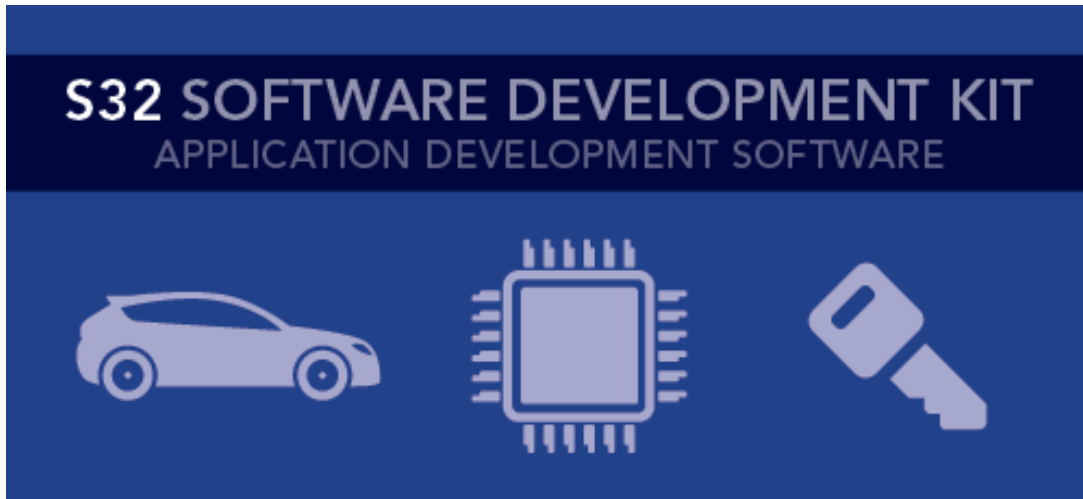 S32 SOFTWARE DEVELOPMENT KIT
APPLICATION DEVELOPMENT SOFTWARE